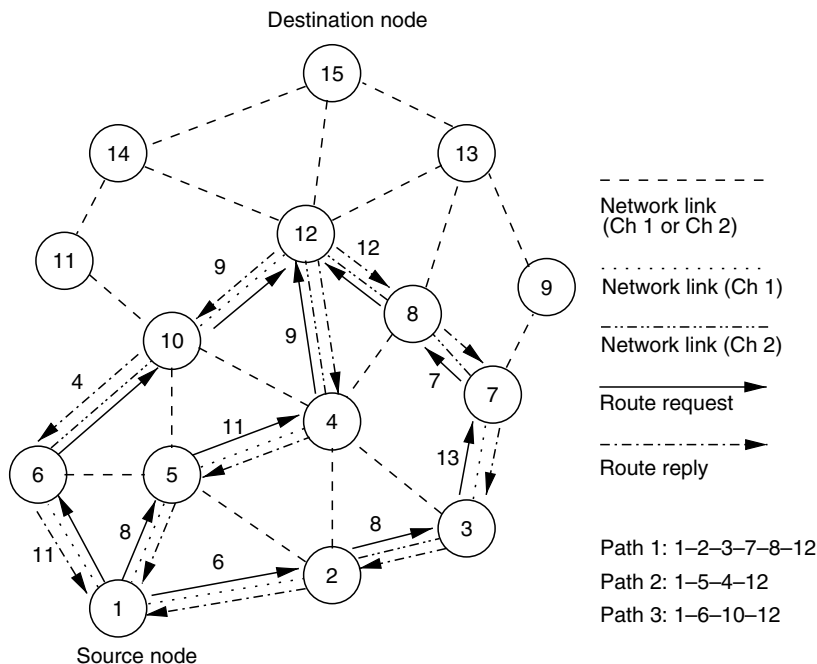 Destination node
15
14
13
12
12
11
9
9
8
Network link
(Ch 1 or Ch 2)
Network link (Ch 1)
Network link (Ch 2)
Route request
Route reply
10
9
4
7
7
11
4
13
6
5
3
8
8
11
6
2
1
Source node
Path 1: 1–2–3–7–8–12
Path 2: 1–5–4–12
Path 3: 1–6–10–12